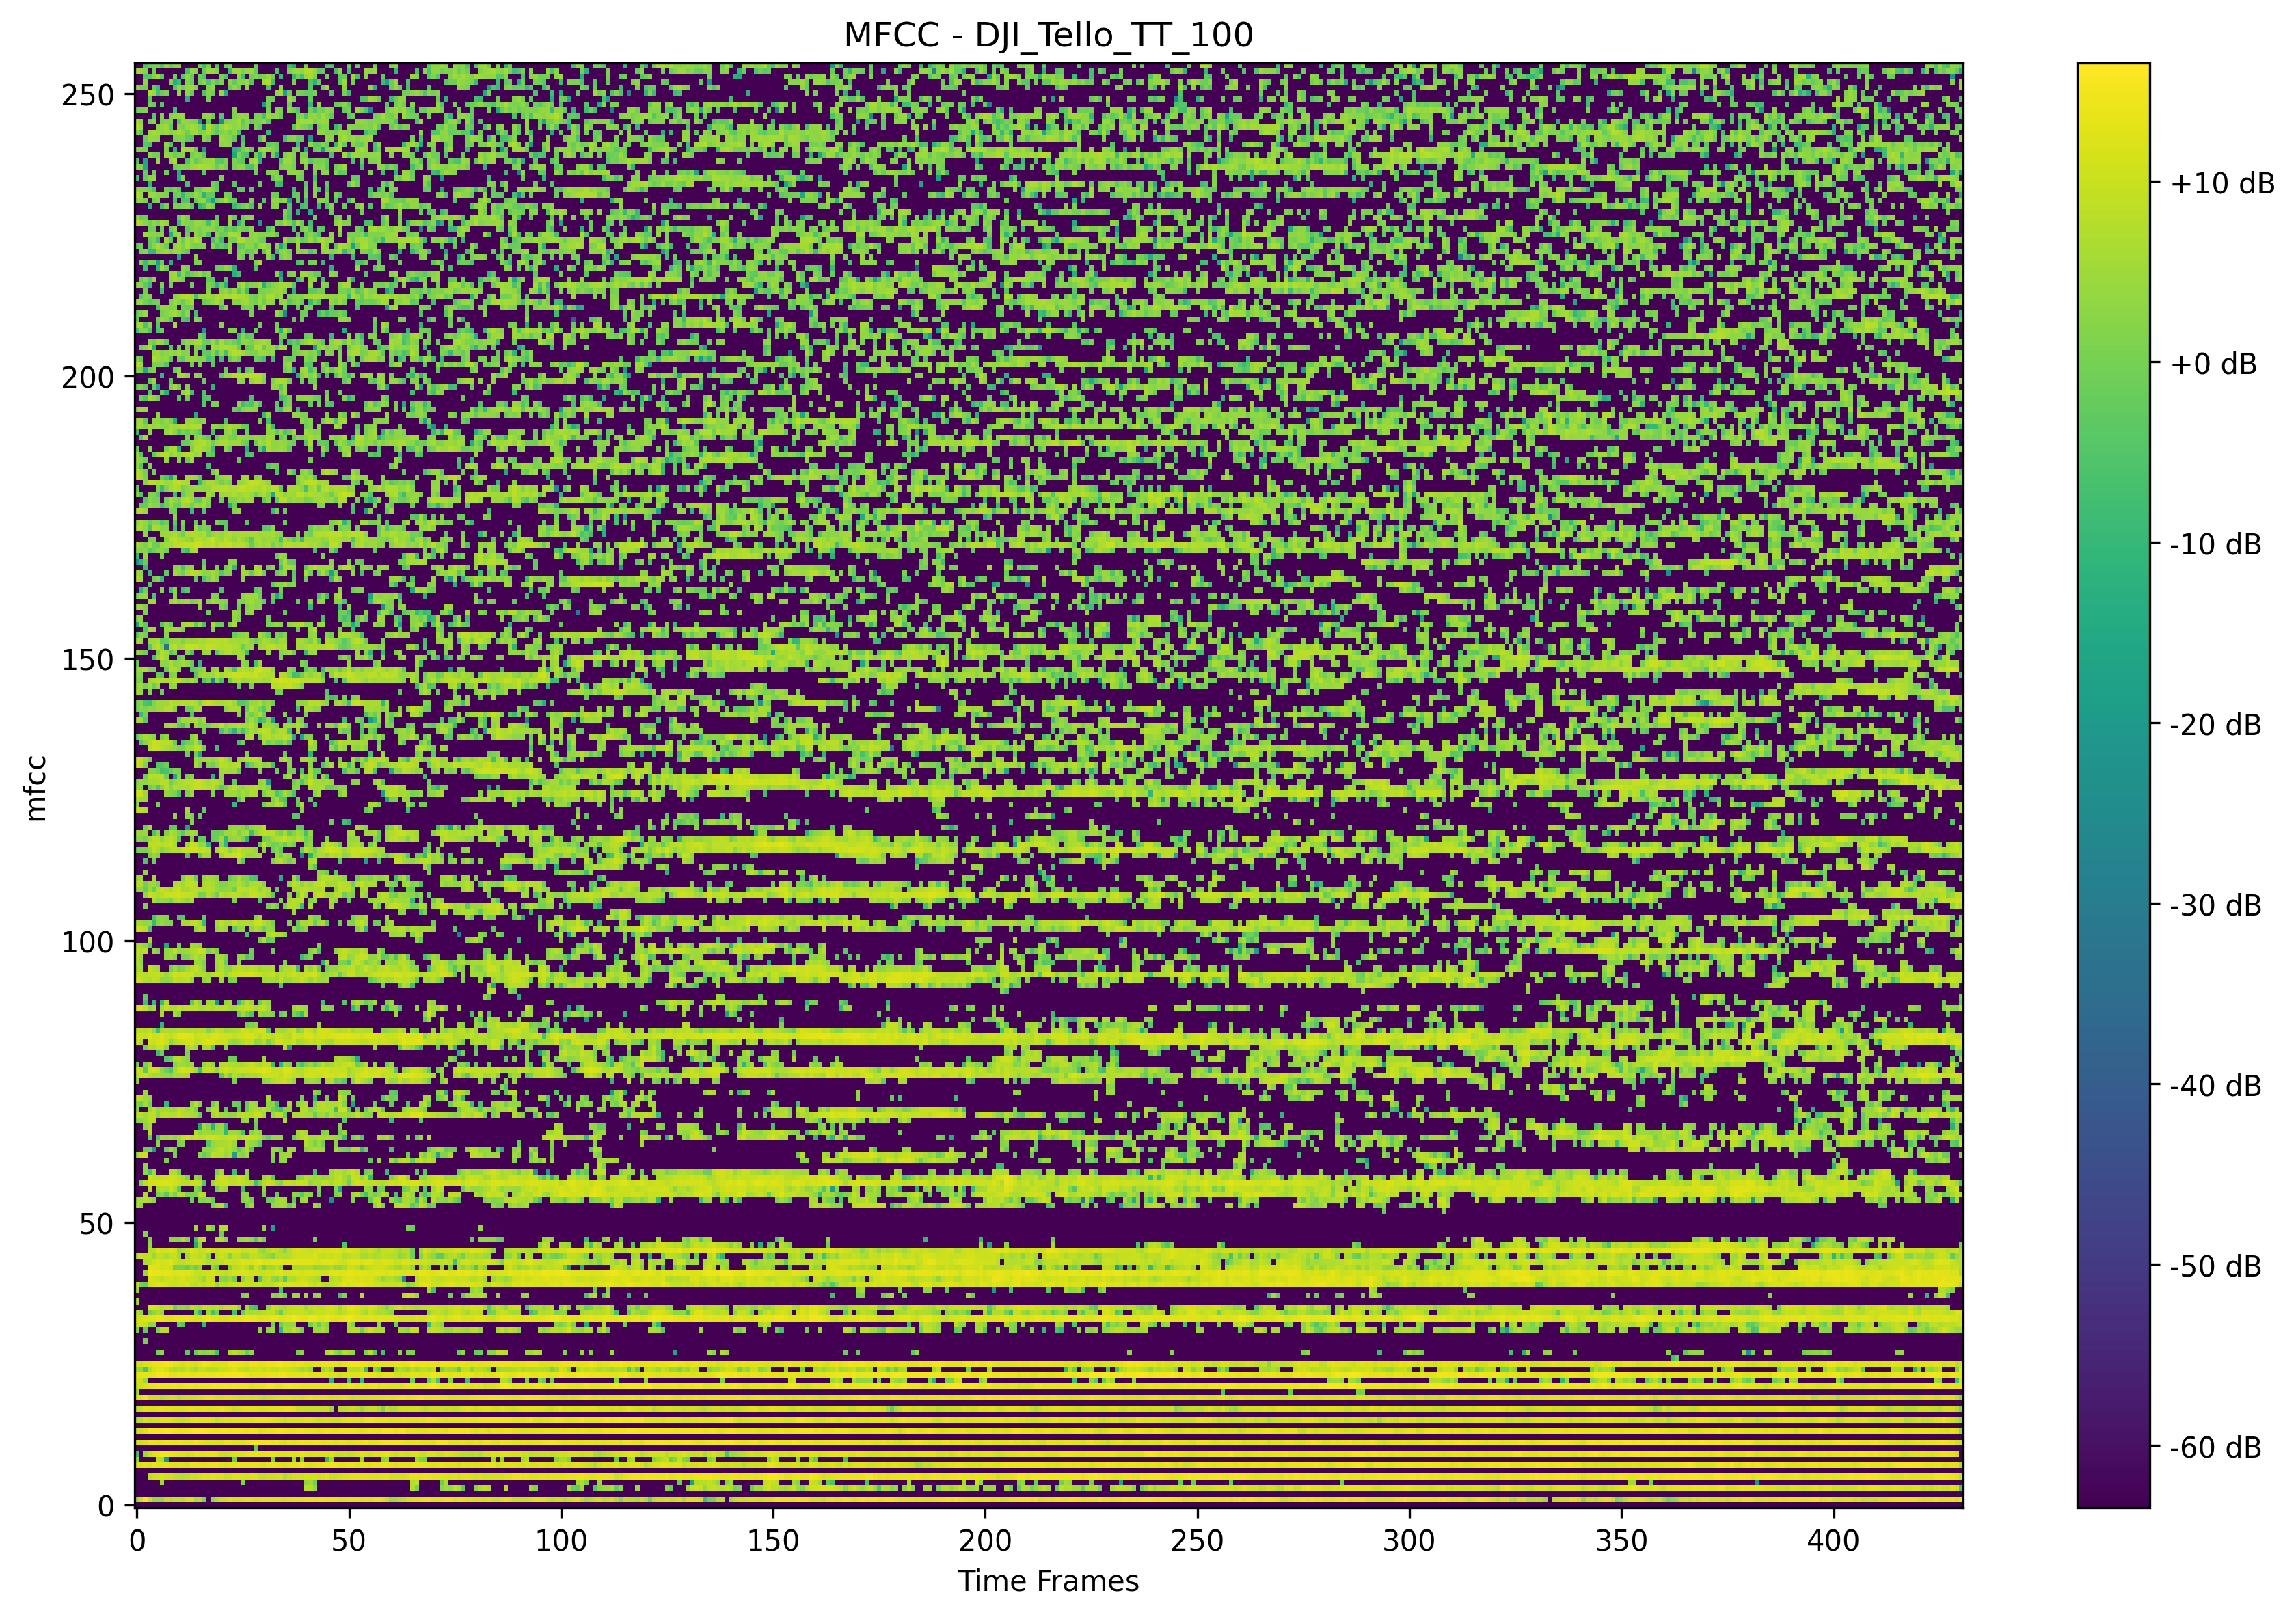 MFCC - DJI_Tello_TT_100
250
200
150
100
50
0
mfcc
0 50 100 150 200 250 300 350 400
Time Frames
+10 dB
+0 dB
-10 dB
-20 dB
-30 dB
-40 dB
-50 dB
-60 dB